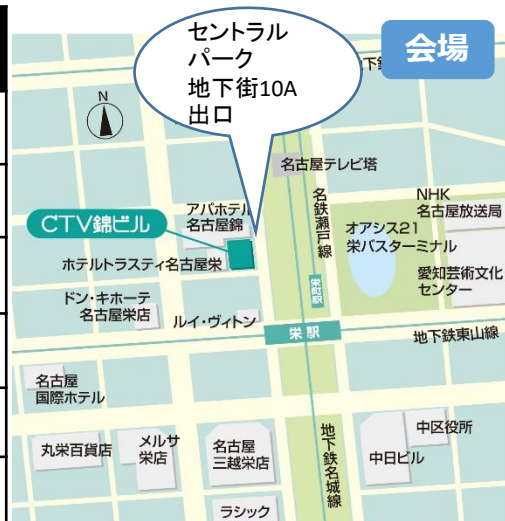 セントラル
パーク
地下街10A
出口
会場
N
名古屋テレビ塔
アパホテル
名古屋錦
CTV錦ビル
ホテルトラスティ名古屋栄
ドン・キホーテ
名古屋栄店
ルイ・ヴィトン
名鉄瀬戸線
栄町駅
オアシス21
栄バスターミナル
NHK
名古屋放送局
愛知芸術文化
センター
栄駅
地下鉄東山線
名古屋
国際ホテル
丸栄百貨店
メルサ
栄店
名古屋
三越栄店
ラシック
地下鉄名城線
中日ビル
中区役所